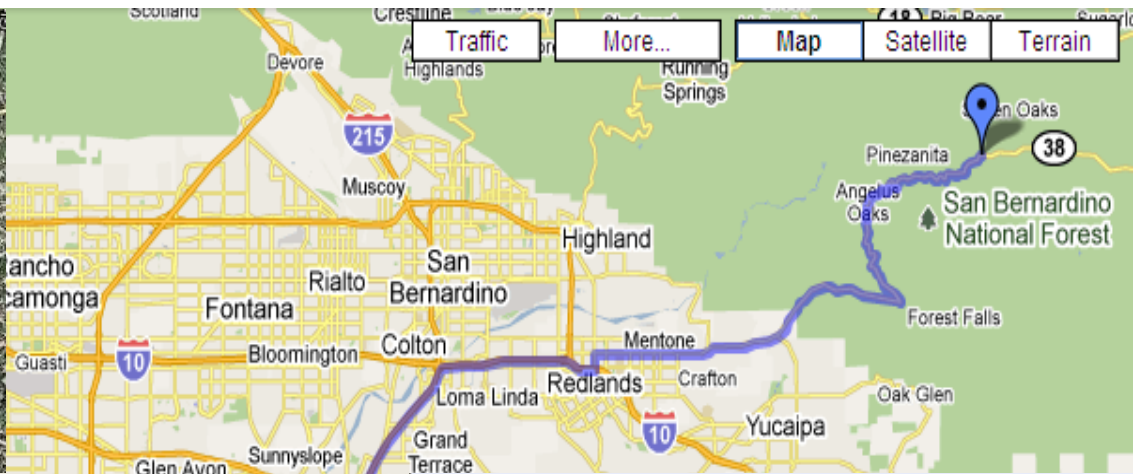 Scotland
Crestline
18
Big Bear
Traffic
More...
Map
Satellite
Terrain
Devore
Highlands
Running
Springs
215
Oaks
38
Pinezanita
Muscoy
Angelus
Oaks
San Bernardino
National Forest
Highland
San
Bernardino
Rialto
Fontana
Forest Falls
Mentone
Colton
Bloomington
Guasti
10
Redlands
Crafton
Loma Linda
Oak Glen
10
Yucaipa
Grand
Terrace
Sunnyslope
Glen Avon